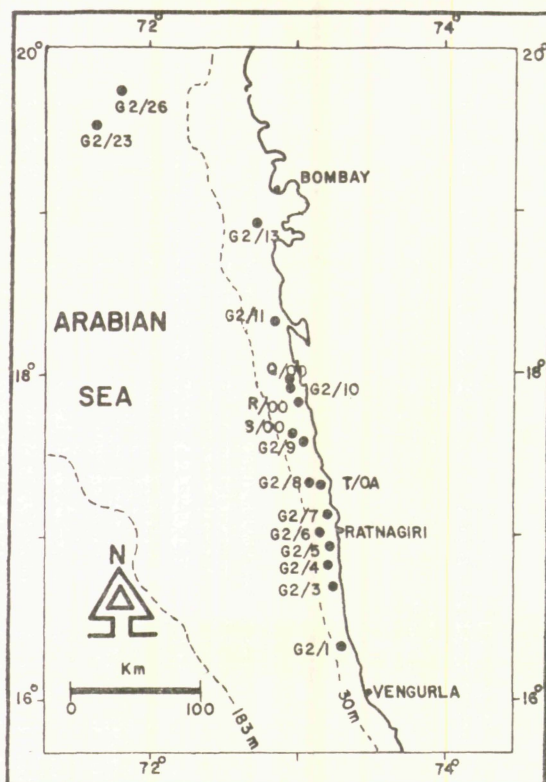 72°
74°
20°
G2/26
G2/23
BOMBAY
G2/13
ARABIAN
SEA
G2/11
18°
18°
Q/00
G2/10
R/00
S/00
G2/9
G2/8
T/0A
G2/7
G2/6
RATNAGIRI
G2/5
G2/4
G2/3
N
G2/1
Km
VENGURLA
16°
0
100
183m
30m
16°
72°
74°